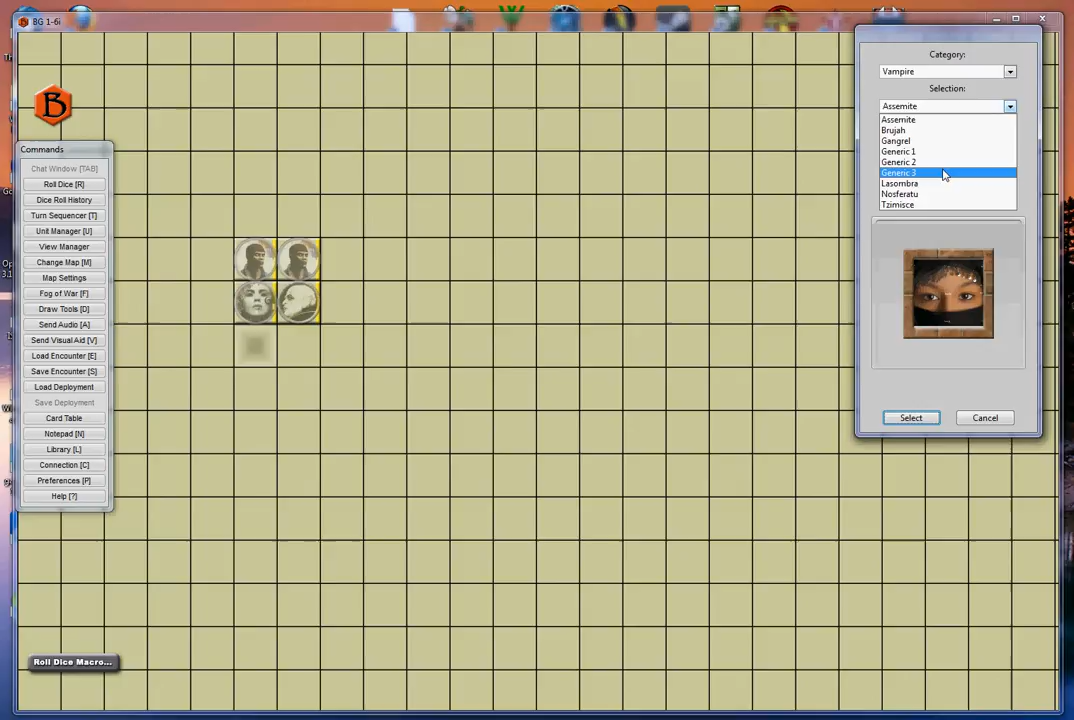 BG 1-6i
Category:
Vampire
Selection:
Assemite
Assemite
Brujah
Gangrel
Generic 1
Generic 2
Generic 3
Lasombra
Nosferatu
Tzimisce
Select
Cancel
B
Commands
Chat Window [TAB]
Roll Dice [R]
Dice Roll History
Turn Sequencer [T]
Unit Manager [U]
View Manager
Change Map [M]
Map Settings
Fog of War [F]
Draw Tools [D]
Send Audio [A]
Send Visual Aid [V]
Load Encounter [E]
Save Encounter [S]
Load Deployment
Save Deployment
Card Table
Notepad [N]
Library [L]
Connection [C]
Preferences [P]
Help [?]
Roll Dice Macro...